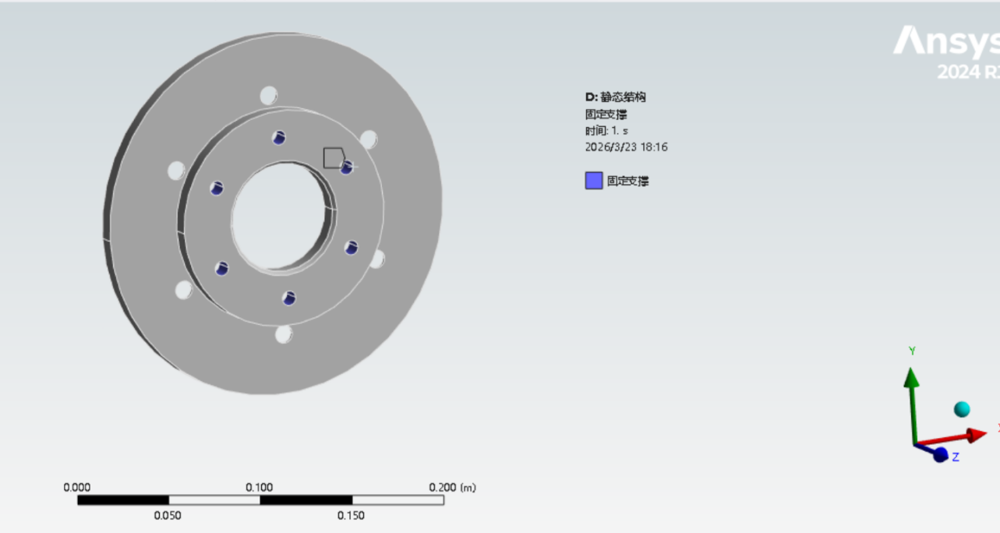 Ansys
2024 R
D: 静态结构
固定支撑
时间: 1. s
2026/3/23 18:16
固定支撑
Y
X
Z
0.000
0.100
0.200 (m)
0.050
0.150